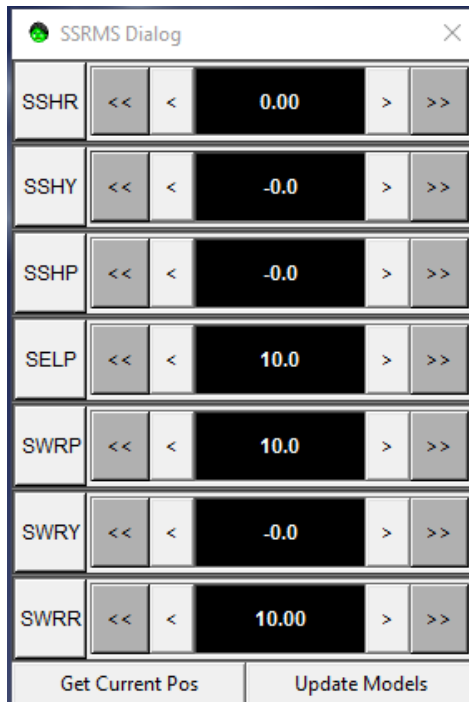 SSRMS Dialog
SSHR << < 0.00 > >>
SSHY << < -0.0 > >>
SSHP << < -0.0 > >>
SELP << < 10.0 > >>
SWRP << < 10.0 > >>
SWRY << < -0.0 > >>
SWRR << < 10.00 > >>
Get Current Pos Update Models